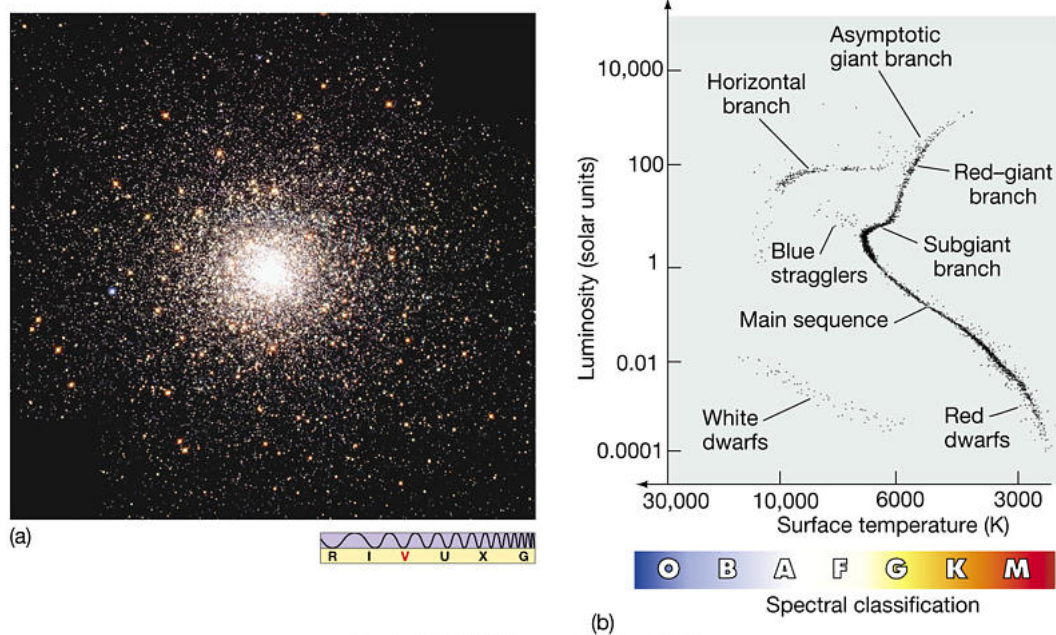 (a)
R I V U X G
Luminosity (solar units)
10,000
100
1
0.01
0.0001
Asymptotic
giant branch
Horizontal
branch
Red–giant
branch
Blue
stragglers
Subgiant
branch
Main sequence
White
dwarfs
Red
dwarfs
30,000 10,000 6000 3000
Surface temperature (K)
O B A F G K M
Spectral classification
(b)